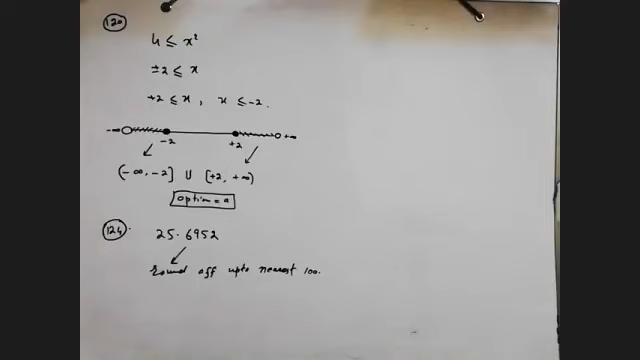 120
4 ≤ x²
±2 ≤ x
+2 ≤ x, x ≤ -2.
-∞ -2 +2 +∞
(-∞, -2] U [+2, +∞)
option = a
124.
25.6952
round off upto nearest 100.